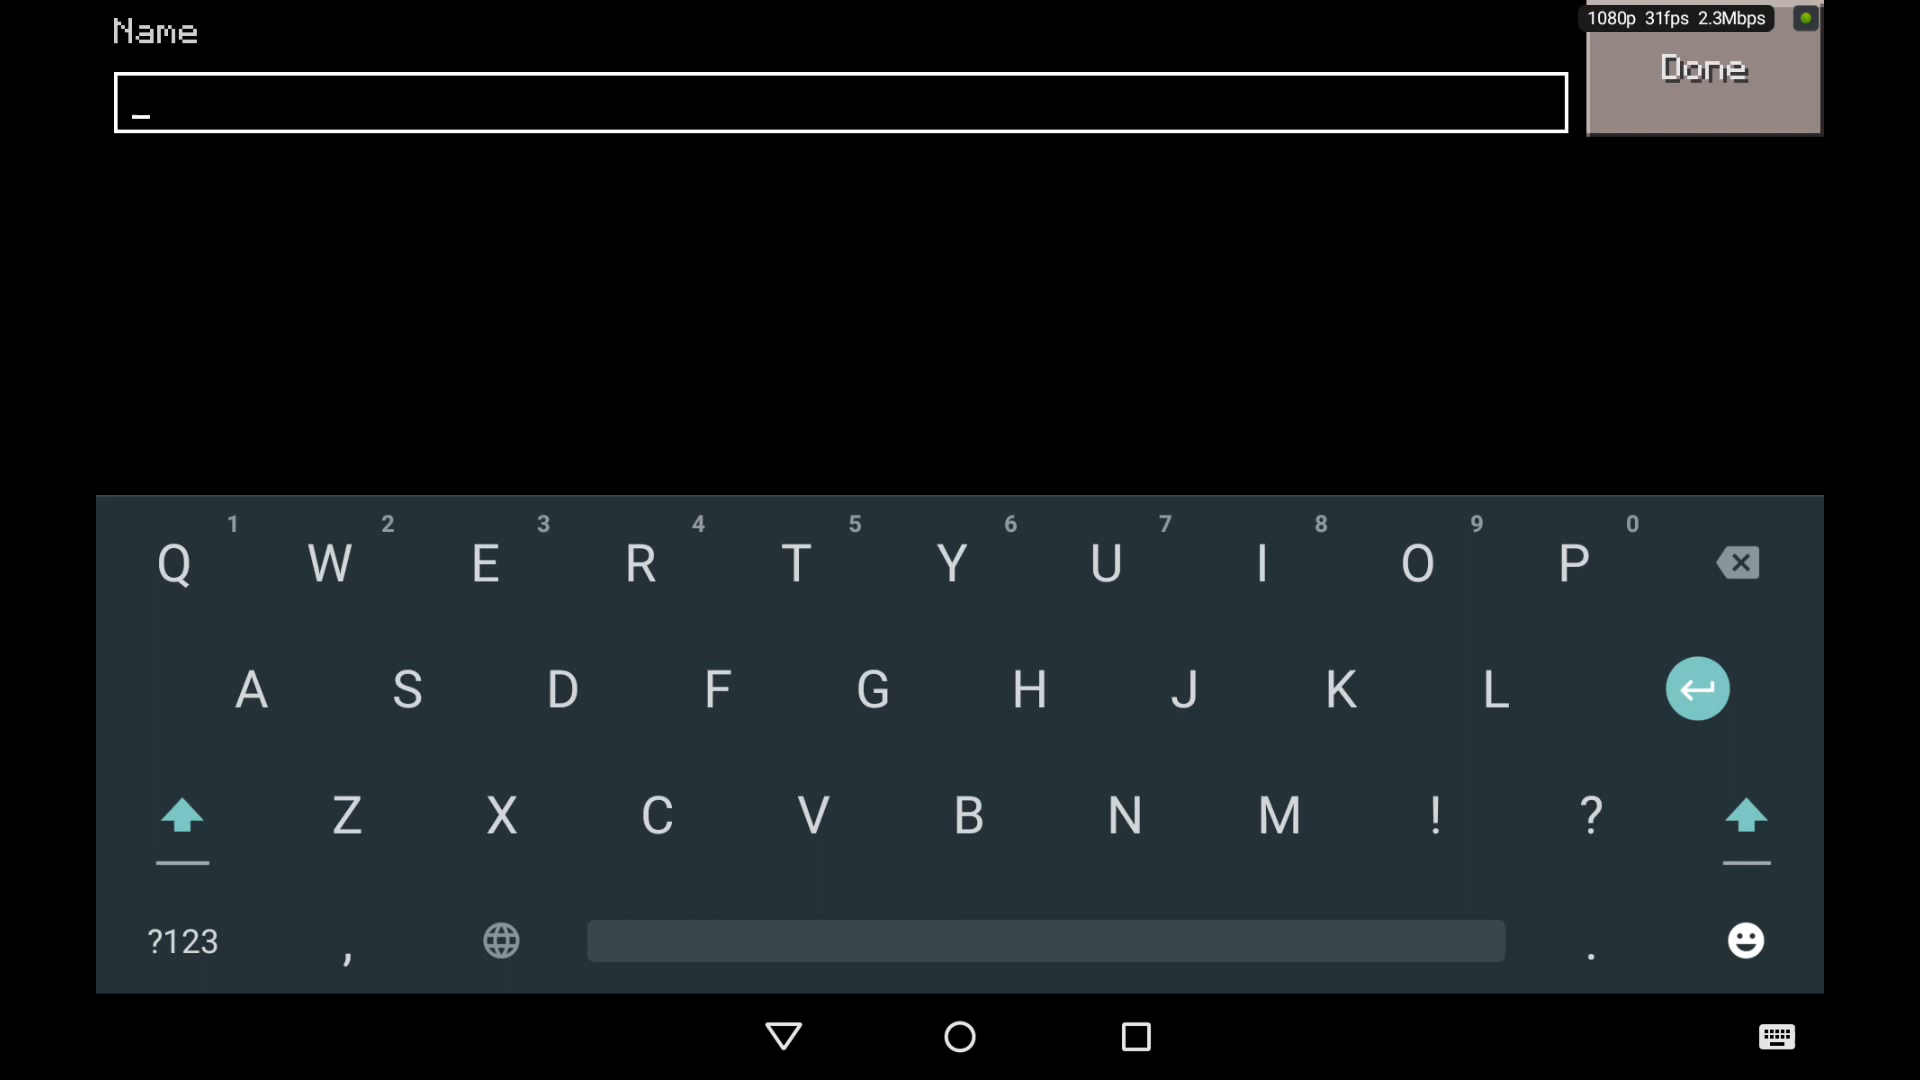 Name
1080p 31fps 2.3Mbps
Done
_
1 2 3 4 5 6 7 8 9 0
Q W E R T Y U I O P
A S D F G H J K L
Z X C V B N M ! ?
?123 , .